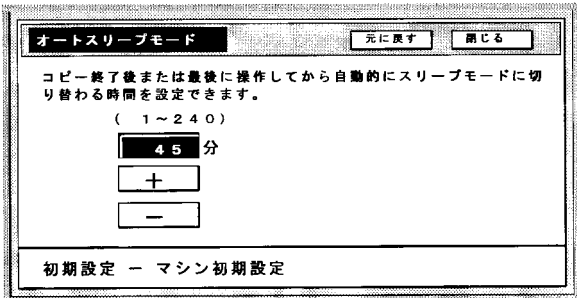 オートスリープモード 元に戻す 閉じる
コピー終了後または最後に操作してから自動的にスリープモードに切
り替わる時間を設定できます。
( 1~240)
45 分
+
-
初期設定 - マシン初期設定